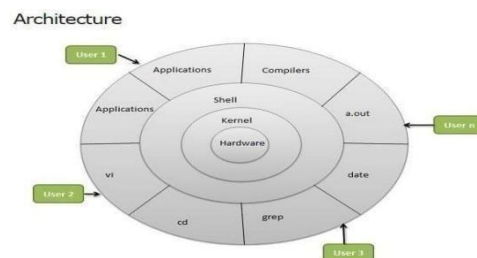 Architecture
User 1
Applications
Compilers
Applications
Shell
a.out
Kernel
User n
Hardware
vi
date
User 2
cd
grep
User 3